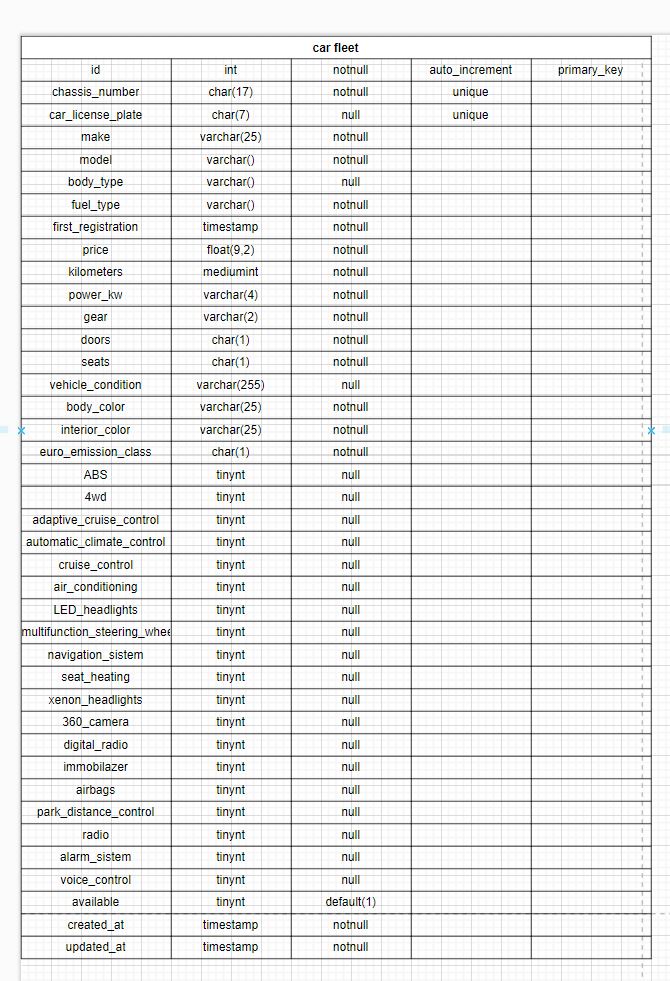 car fleet
id int notnull auto_increment primary_key
chassis_number char(17) notnull unique
car_license_plate char(7) null unique
make varchar(25) notnull
model varchar() notnull
body_type varchar() null
fuel_type varchar() notnull
first_registration timestamp notnull
price float(9,2) notnull
kilometers mediumint notnull
power_kw varchar(4) notnull
gear varchar(2) notnull
doors char(1) notnull
seats char(1) notnull
vehicle_condition varchar(255) null
body_color varchar(25) notnull
interior_color varchar(25) notnull
euro_emission_class char(1) notnull
ABS tinynt null
4wd tinynt null
adaptive_cruise_control tinynt null
automatic_climate_control tinynt null
cruise_control tinynt null
air_conditioning tinynt null
LED_headlights tinynt null
multifunction_steering_whee tinynt null
navigation_sistem tinynt null
seat_heating tinynt null
xenon_headlights tinynt null
360_camera tinynt null
digital_radio tinynt null
immobilazer tinynt null
airbags tinynt null
park_distance_control tinynt null
radio tinynt null
alarm_sistem tinynt null
voice_control tinynt null
available tinynt default(1)
created_at timestamp notnull
updated_at timestamp notnull